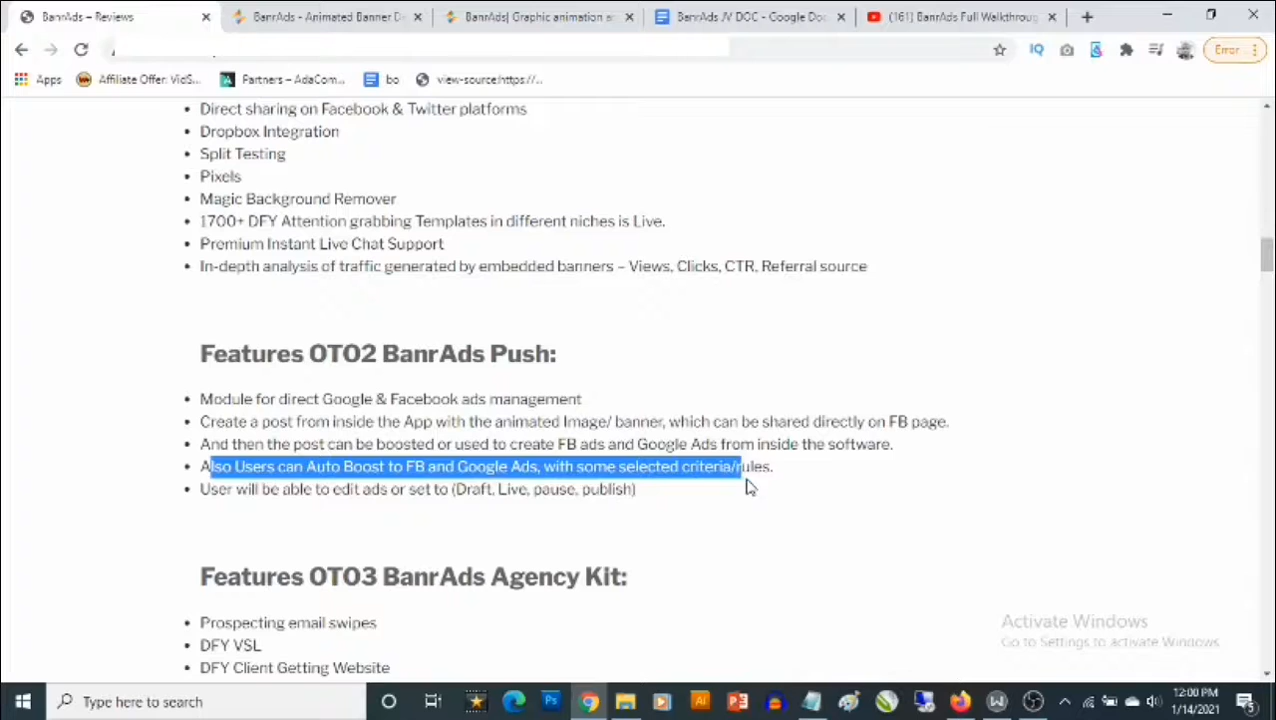 BanrAds – Reviews
BanrAds - Animated Banner D
BanrAds| Graphic animation a
BanrAds JV DOC - Google Doc
(161) BanrAds Full Walkthroug
Error
Apps
Affiliate Offer: VidS...
Partners – AdaCom...
bo
view-source:https://...
• Direct sharing on Facebook & Twitter platforms
• Dropbox Integration
• Split Testing
• Pixels
• Magic Background Remover
• 1700+ DFY Attention grabbing Templates in different niches is Live.
• Premium Instant Live Chat Support
• In-depth analysis of traffic generated by embedded banners – Views, Clicks, CTR, Referral source
Features OTO2 BanrAds Push:
• Module for direct Google & Facebook ads management
• Create a post from inside the App with the animated Image/ banner, which can be shared directly on FB page.
• And then the post can be boosted or used to create FB ads and Google Ads from inside the software.
• Also Users can Auto Boost to FB and Google Ads, with some selected criteria/rules.
• User will be able to edit ads or set to (Draft, Live, pause, publish)
Features OTO3 BanrAds Agency Kit:
• Prospecting email swipes
• DFY VSL
• DFY Client Getting Website
Activate Windows
Go to Settings to activate Windows.
Type here to search
12:00 PM
1/14/2021
5